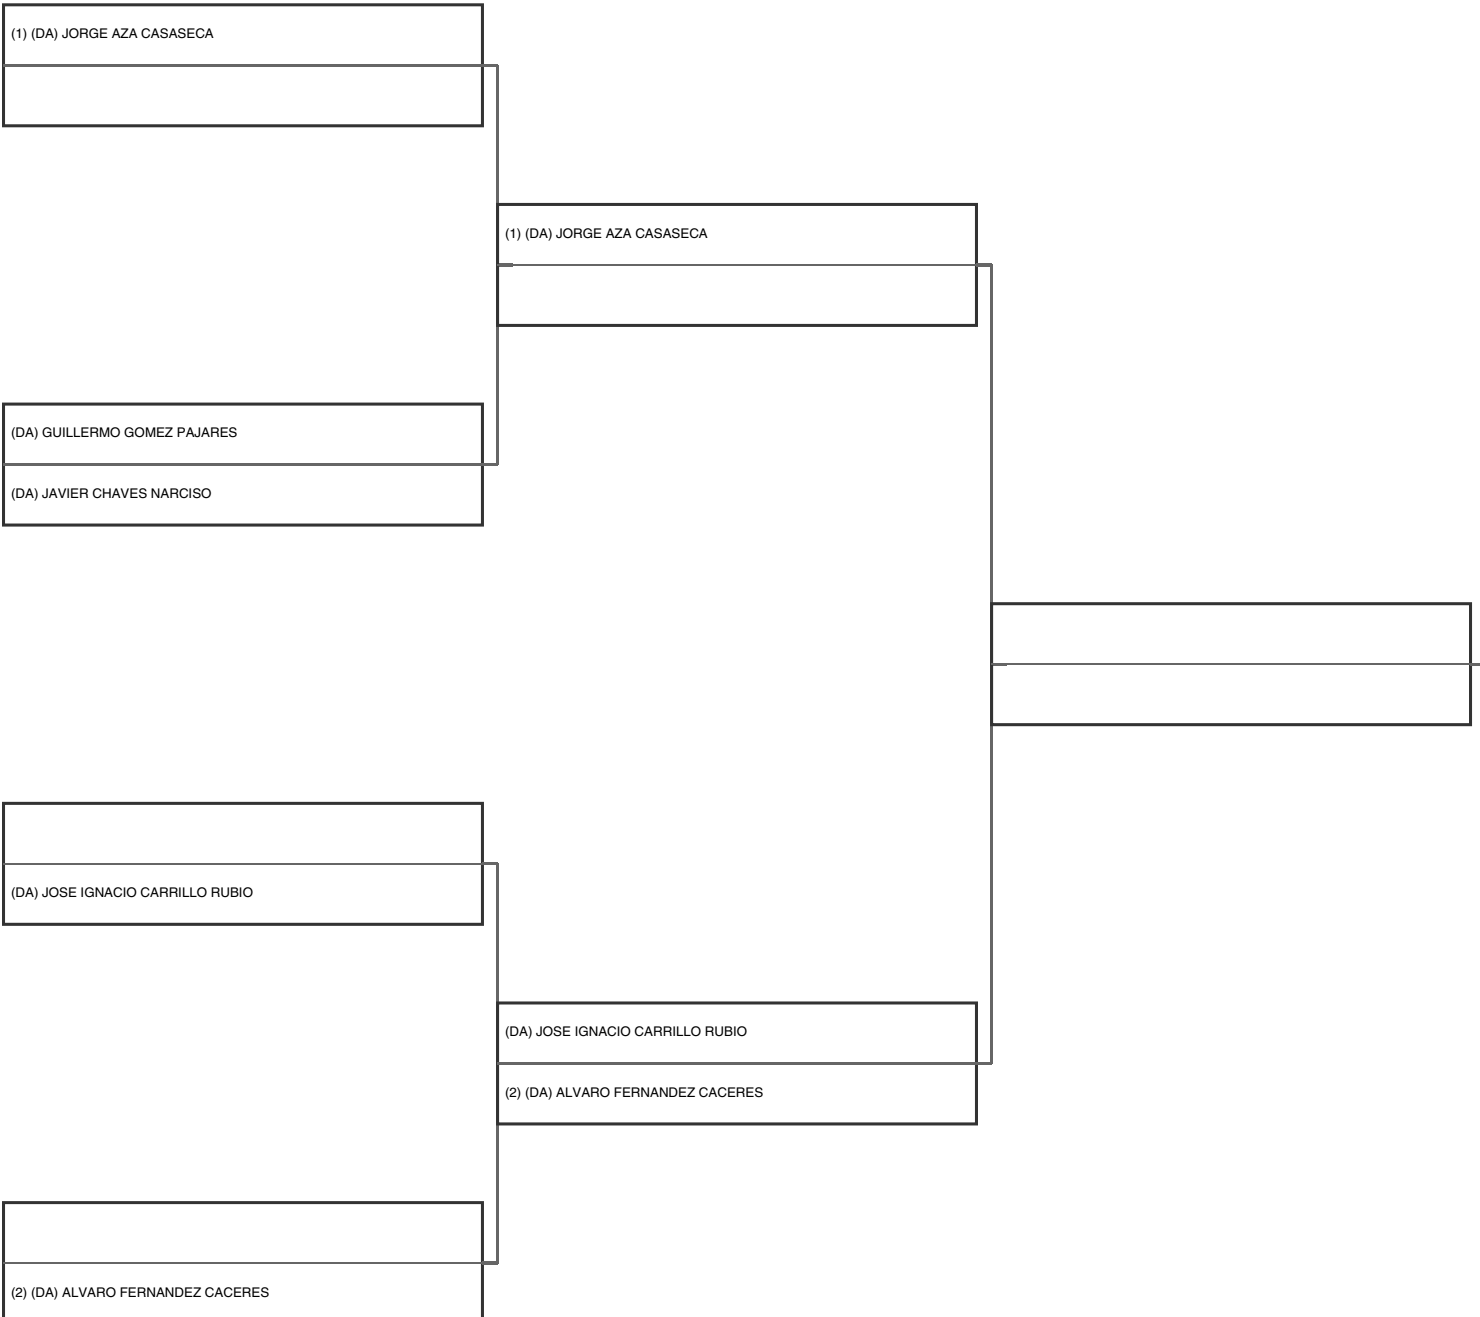 (1) (DA) JORGE AZA CASASECA
(1) (DA) JORGE AZA CASASECA
(DA) GUILLERMO GOMEZ PAJARES
(DA) JAVIER CHAVES NARCISO
(DA) JOSE IGNACIO CARRILLO RUBIO
(DA) JOSE IGNACIO CARRILLO RUBIO
(2) (DA) ALVARO FERNANDEZ CACERES
(2) (DA) ALVARO FERNANDEZ CACERES